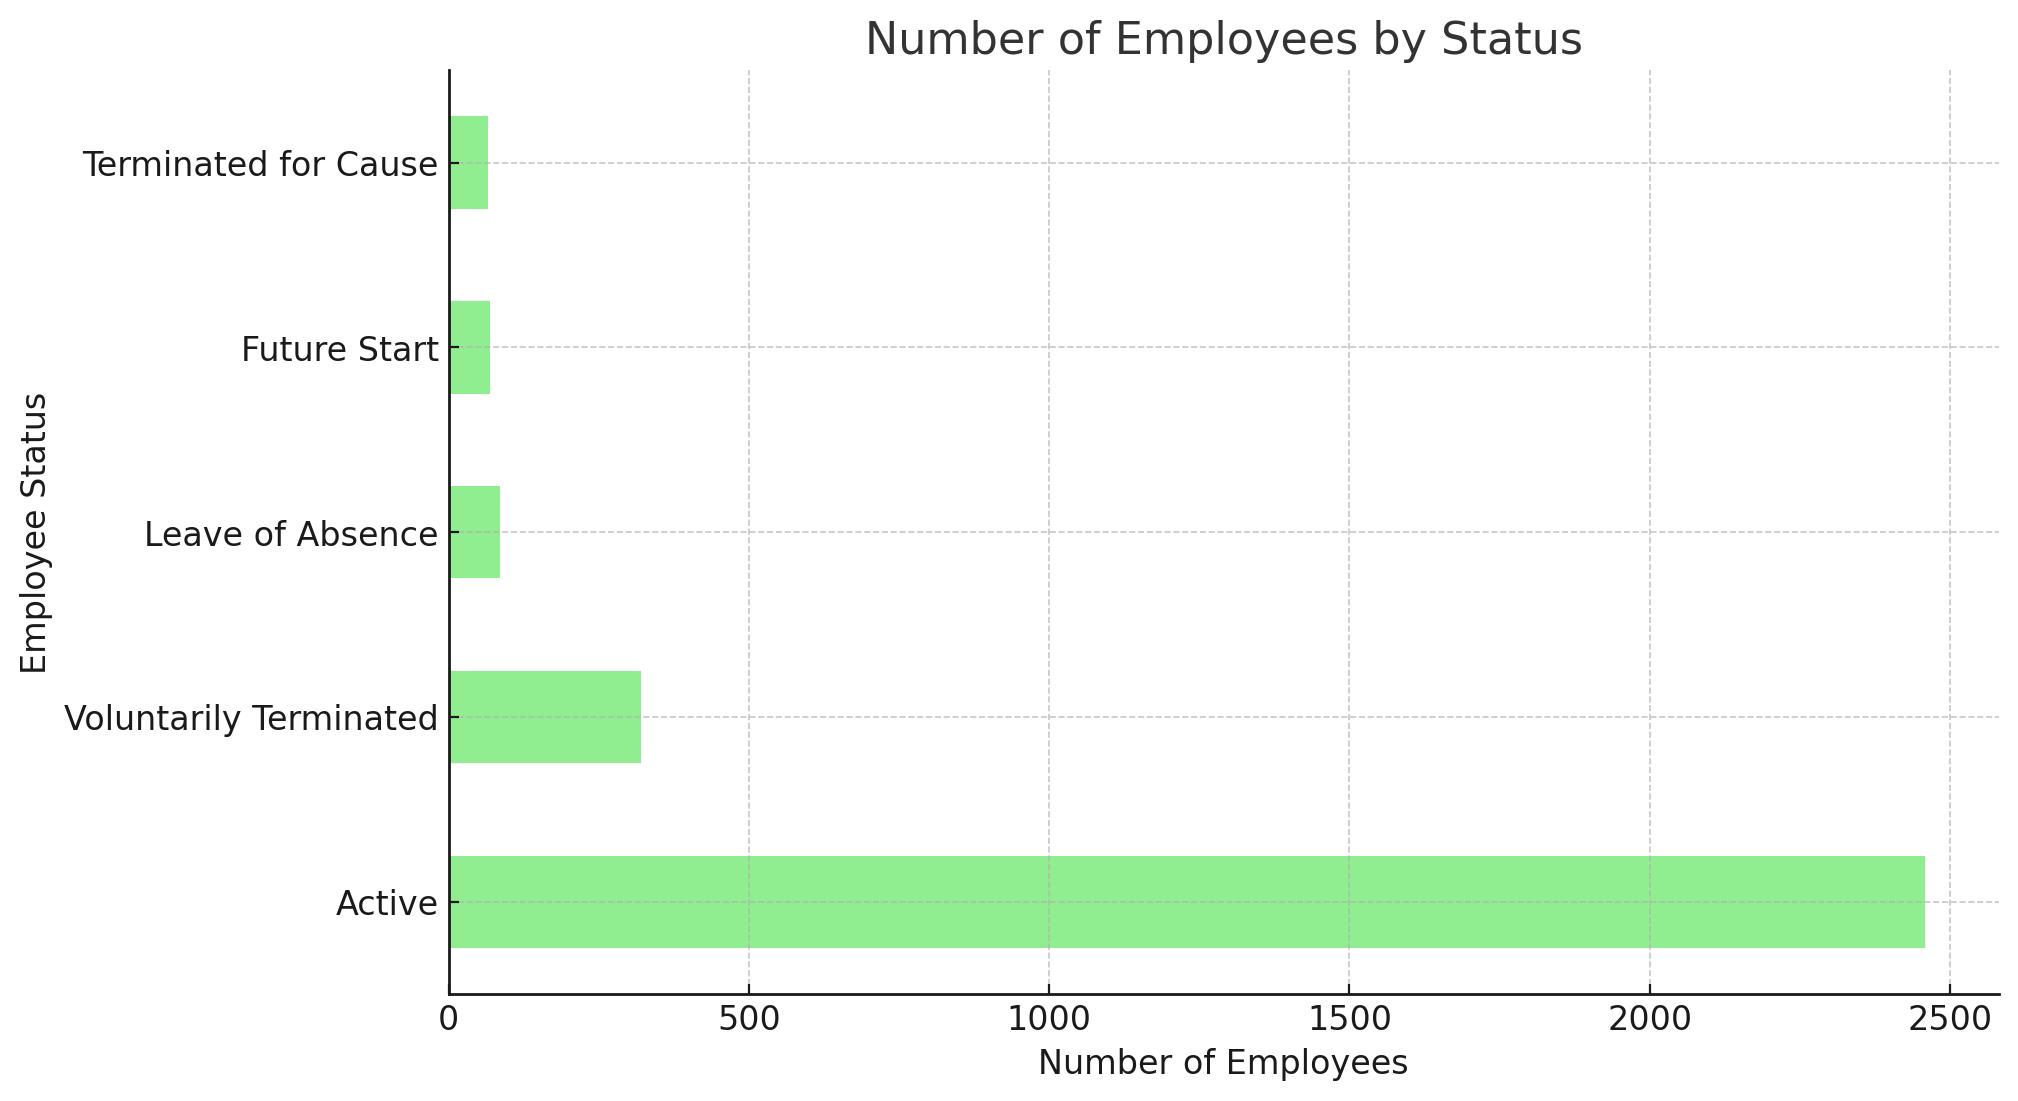 Number of Employees by Status
Employee Status
Terminated for Cause
Future Start
Leave of Absence
Voluntarily Terminated
Active
0 500 1000 1500 2000 2500
Number of Employees